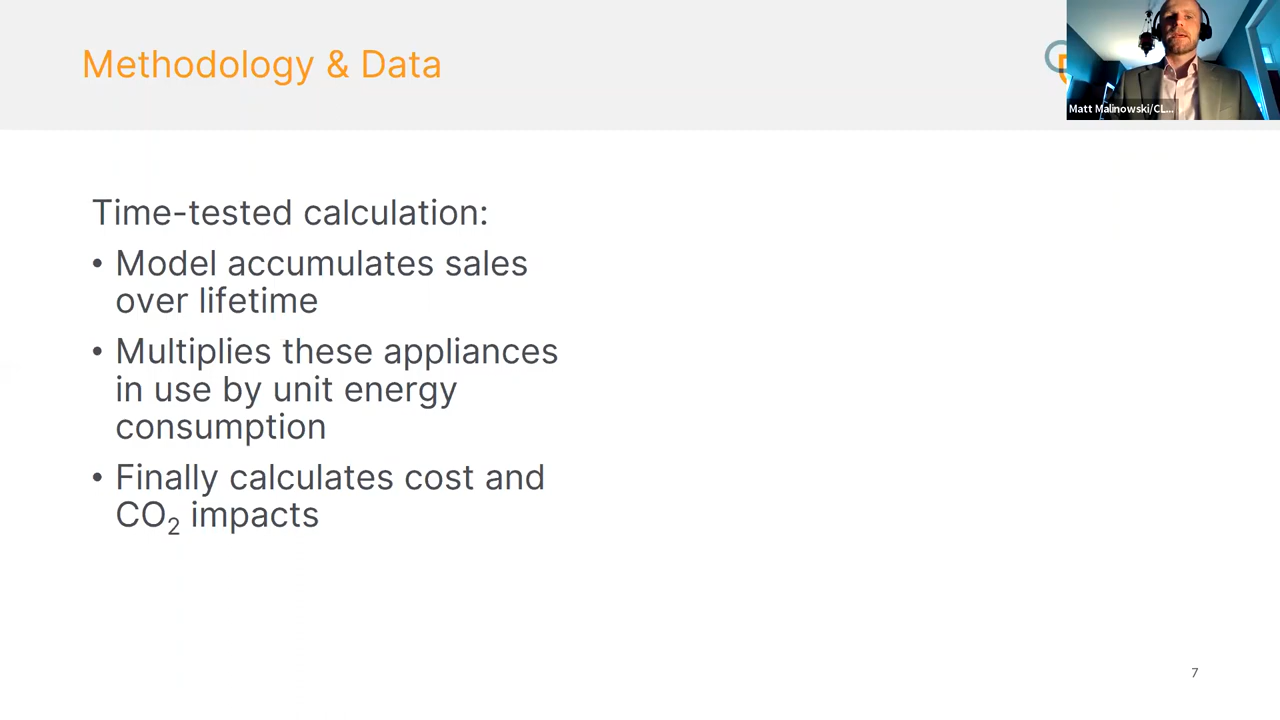 Methodology & Data
Matt Malinowski/CL...
Time-tested calculation:
• Model accumulates sales
over lifetime
• Multiplies these appliances
in use by unit energy
consumption
• Finally calculates cost and
CO₂ impacts
7